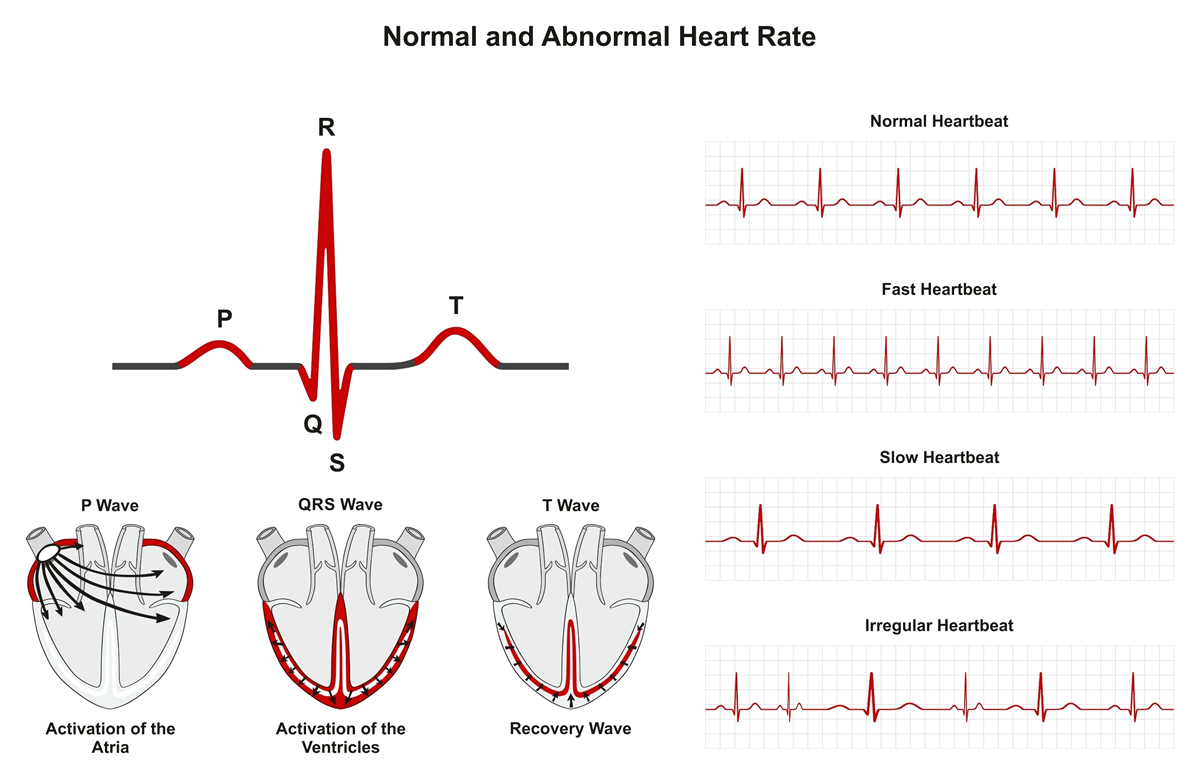 Normal and Abnormal Heart Rate
R
P
T
Q
S
P Wave
QRS Wave
T Wave
Activation of the
Atria
Activation of the
Ventricles
Recovery Wave
Normal Heartbeat
Fast Heartbeat
Slow Heartbeat
Irregular Heartbeat